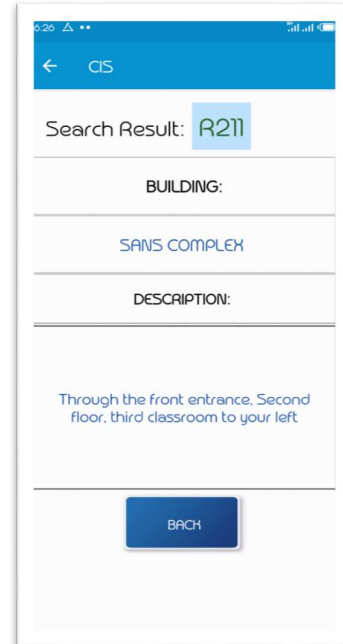 6:26
CIS
Search Result: R211
BUILDING:
SANS COMPLEX
DESCRIPTION:
Through the front entrance, Second
floor, third classroom to your left
BACK